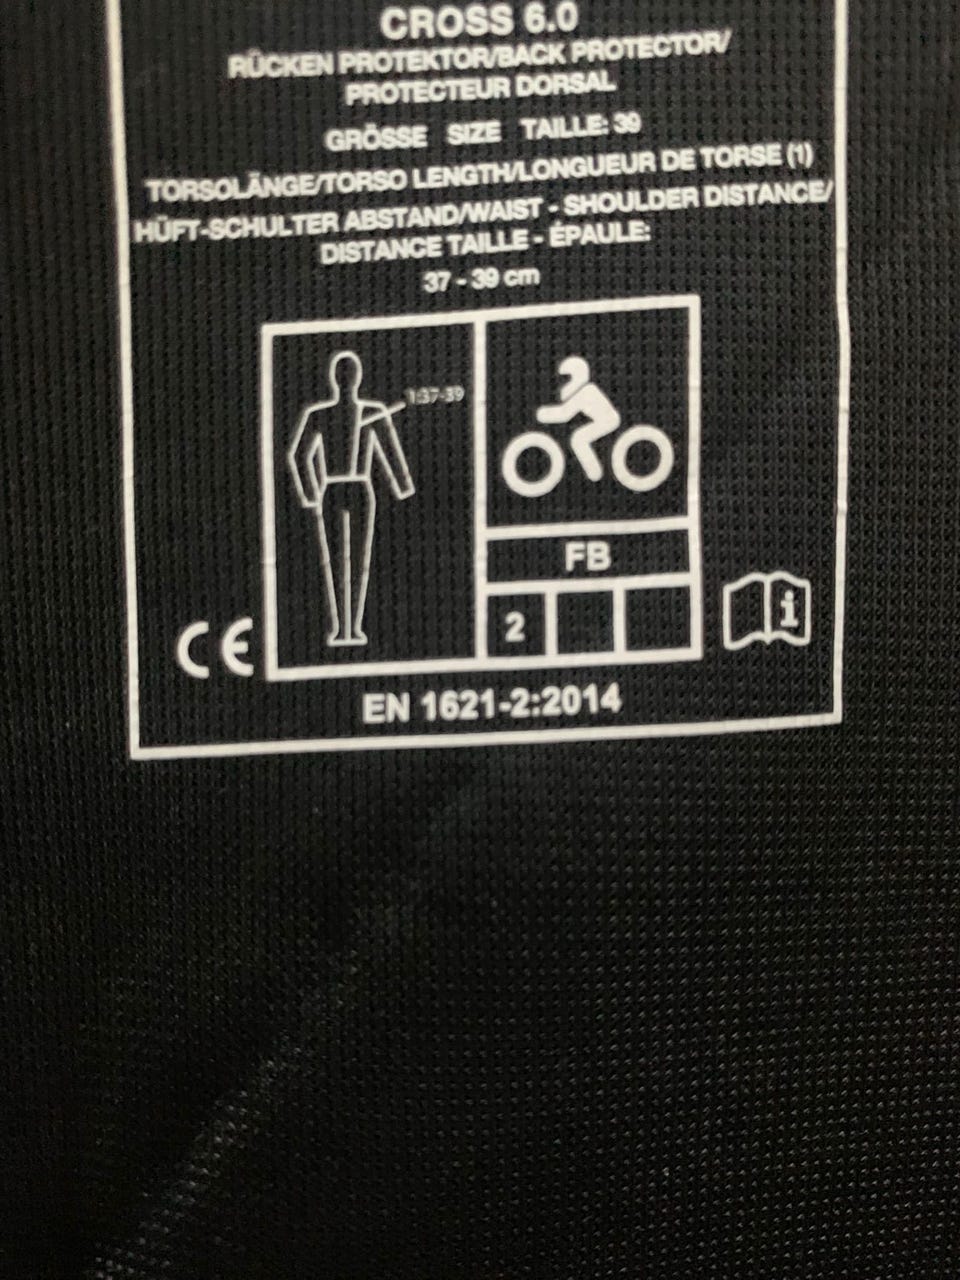 CROSS 6.0
RÜCKEN PROTEKTOR/BACK PROTECTOR/
PROTECTEUR DORSAL
GRÖSSE SIZE TAILLE: 39
TORSOLÄNGE/TORSO LENGTH/LONGUEUR DE TORSE (1)
HÜFT-SCHULTER ABSTAND/WAIST - SHOULDER DISTANCE/
DISTANCE TAILLE - ÉPAULE:
37 - 39 cm
1:37-39
FB
2
i
CE
EN 1621-2:2014